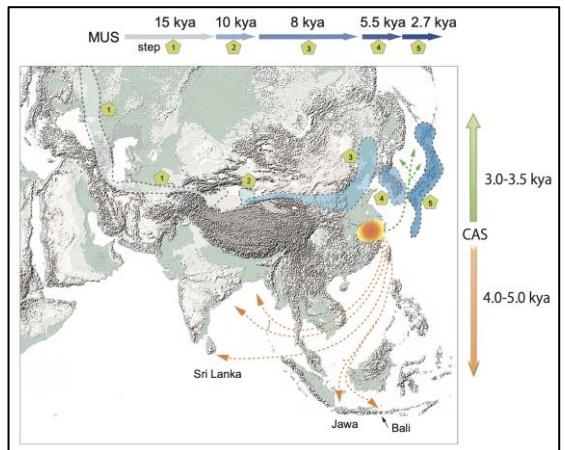 15 kya 10 kya 8 kya 5.5 kya 2.7 kya
MUS
step 1 2 3 4 5
1
1
2
3
4
5
3.0-3.5 kya
CAS
4.0-5.0 kya
Sri Lanka
Jawa
Bali